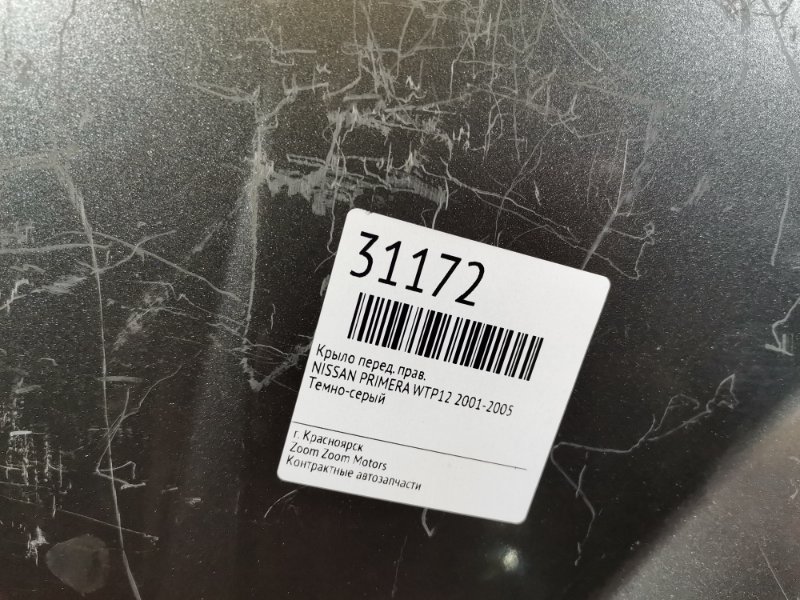 31172
Крыло перед. прав.
NISSAN PRIMERA WTP12 2001-2005
Темно-серый
г. Красноярск
Zoom Zoom Motors
Контрактные автозапчасти